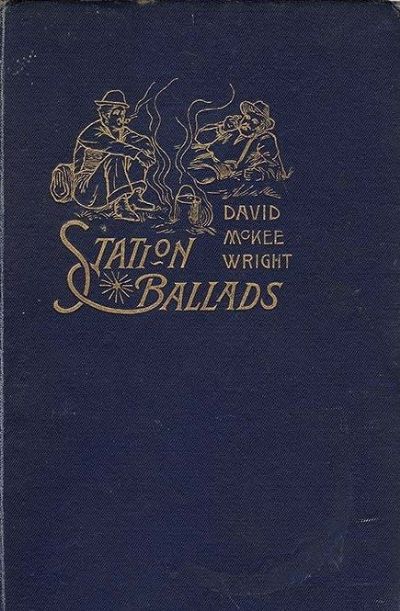 DAVID
McKEE
WRIGHT
STATION
BALLADS